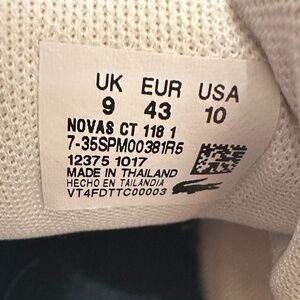 UK EUR USA
9 43 10
NOVAS CT 118 1
7-35SPM00381R5
12375 1017
MADE IN THAILAND
HECHO EN TAILANDIA
VT4FDTTC00003